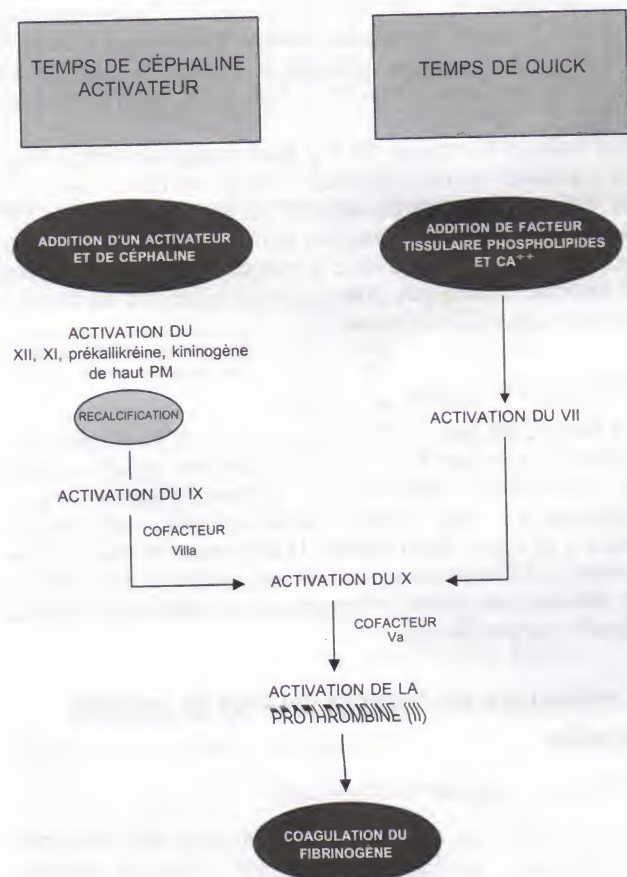 TEMPS DE CÉPHALINE
ACTIVATEUR
TEMPS DE QUICK
ADDITION D'UN ACTIVATEUR
ET DE CÉPHALINE
ADDITION DE FACTEUR
TISSULAIRE PHOSPHOLIPIDES
ET CA++
ACTIVATION DU
XII, XI, prékallikréine, kininogène
de haut PM
RECALCIFICATION
ACTIVATION DU VII
ACTIVATION DU IX
COFACTEUR
VIIIa
ACTIVATION DU X
COFACTEUR
Va
ACTIVATION DE LA
PROTHROMBINE (II)
COAGULATION DU
FIBRINOGÈNE